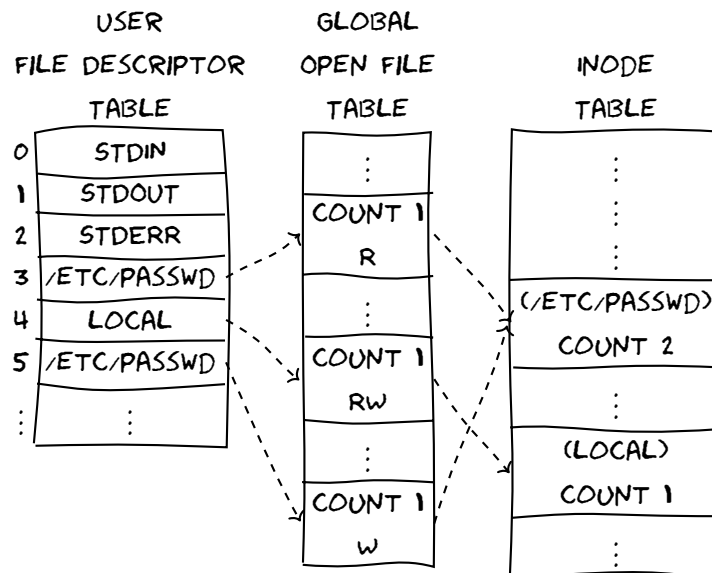 USER
FILE DESCRIPTOR
TABLE
0 STDIN
1 STDOUT
2 STDERR
3 /ETC/PASSWD
4 LOCAL
5 /ETC/PASSWD
⋮ ⋮
GLOBAL
OPEN FILE
TABLE
⋮
COUNT 1
R
⋮
COUNT 1
RW
⋮
COUNT 1
W
INODE
TABLE
⋮
⋮
⋮
(/ETC/PASSWD)
COUNT 2
⋮
(LOCAL)
COUNT 1
⋮